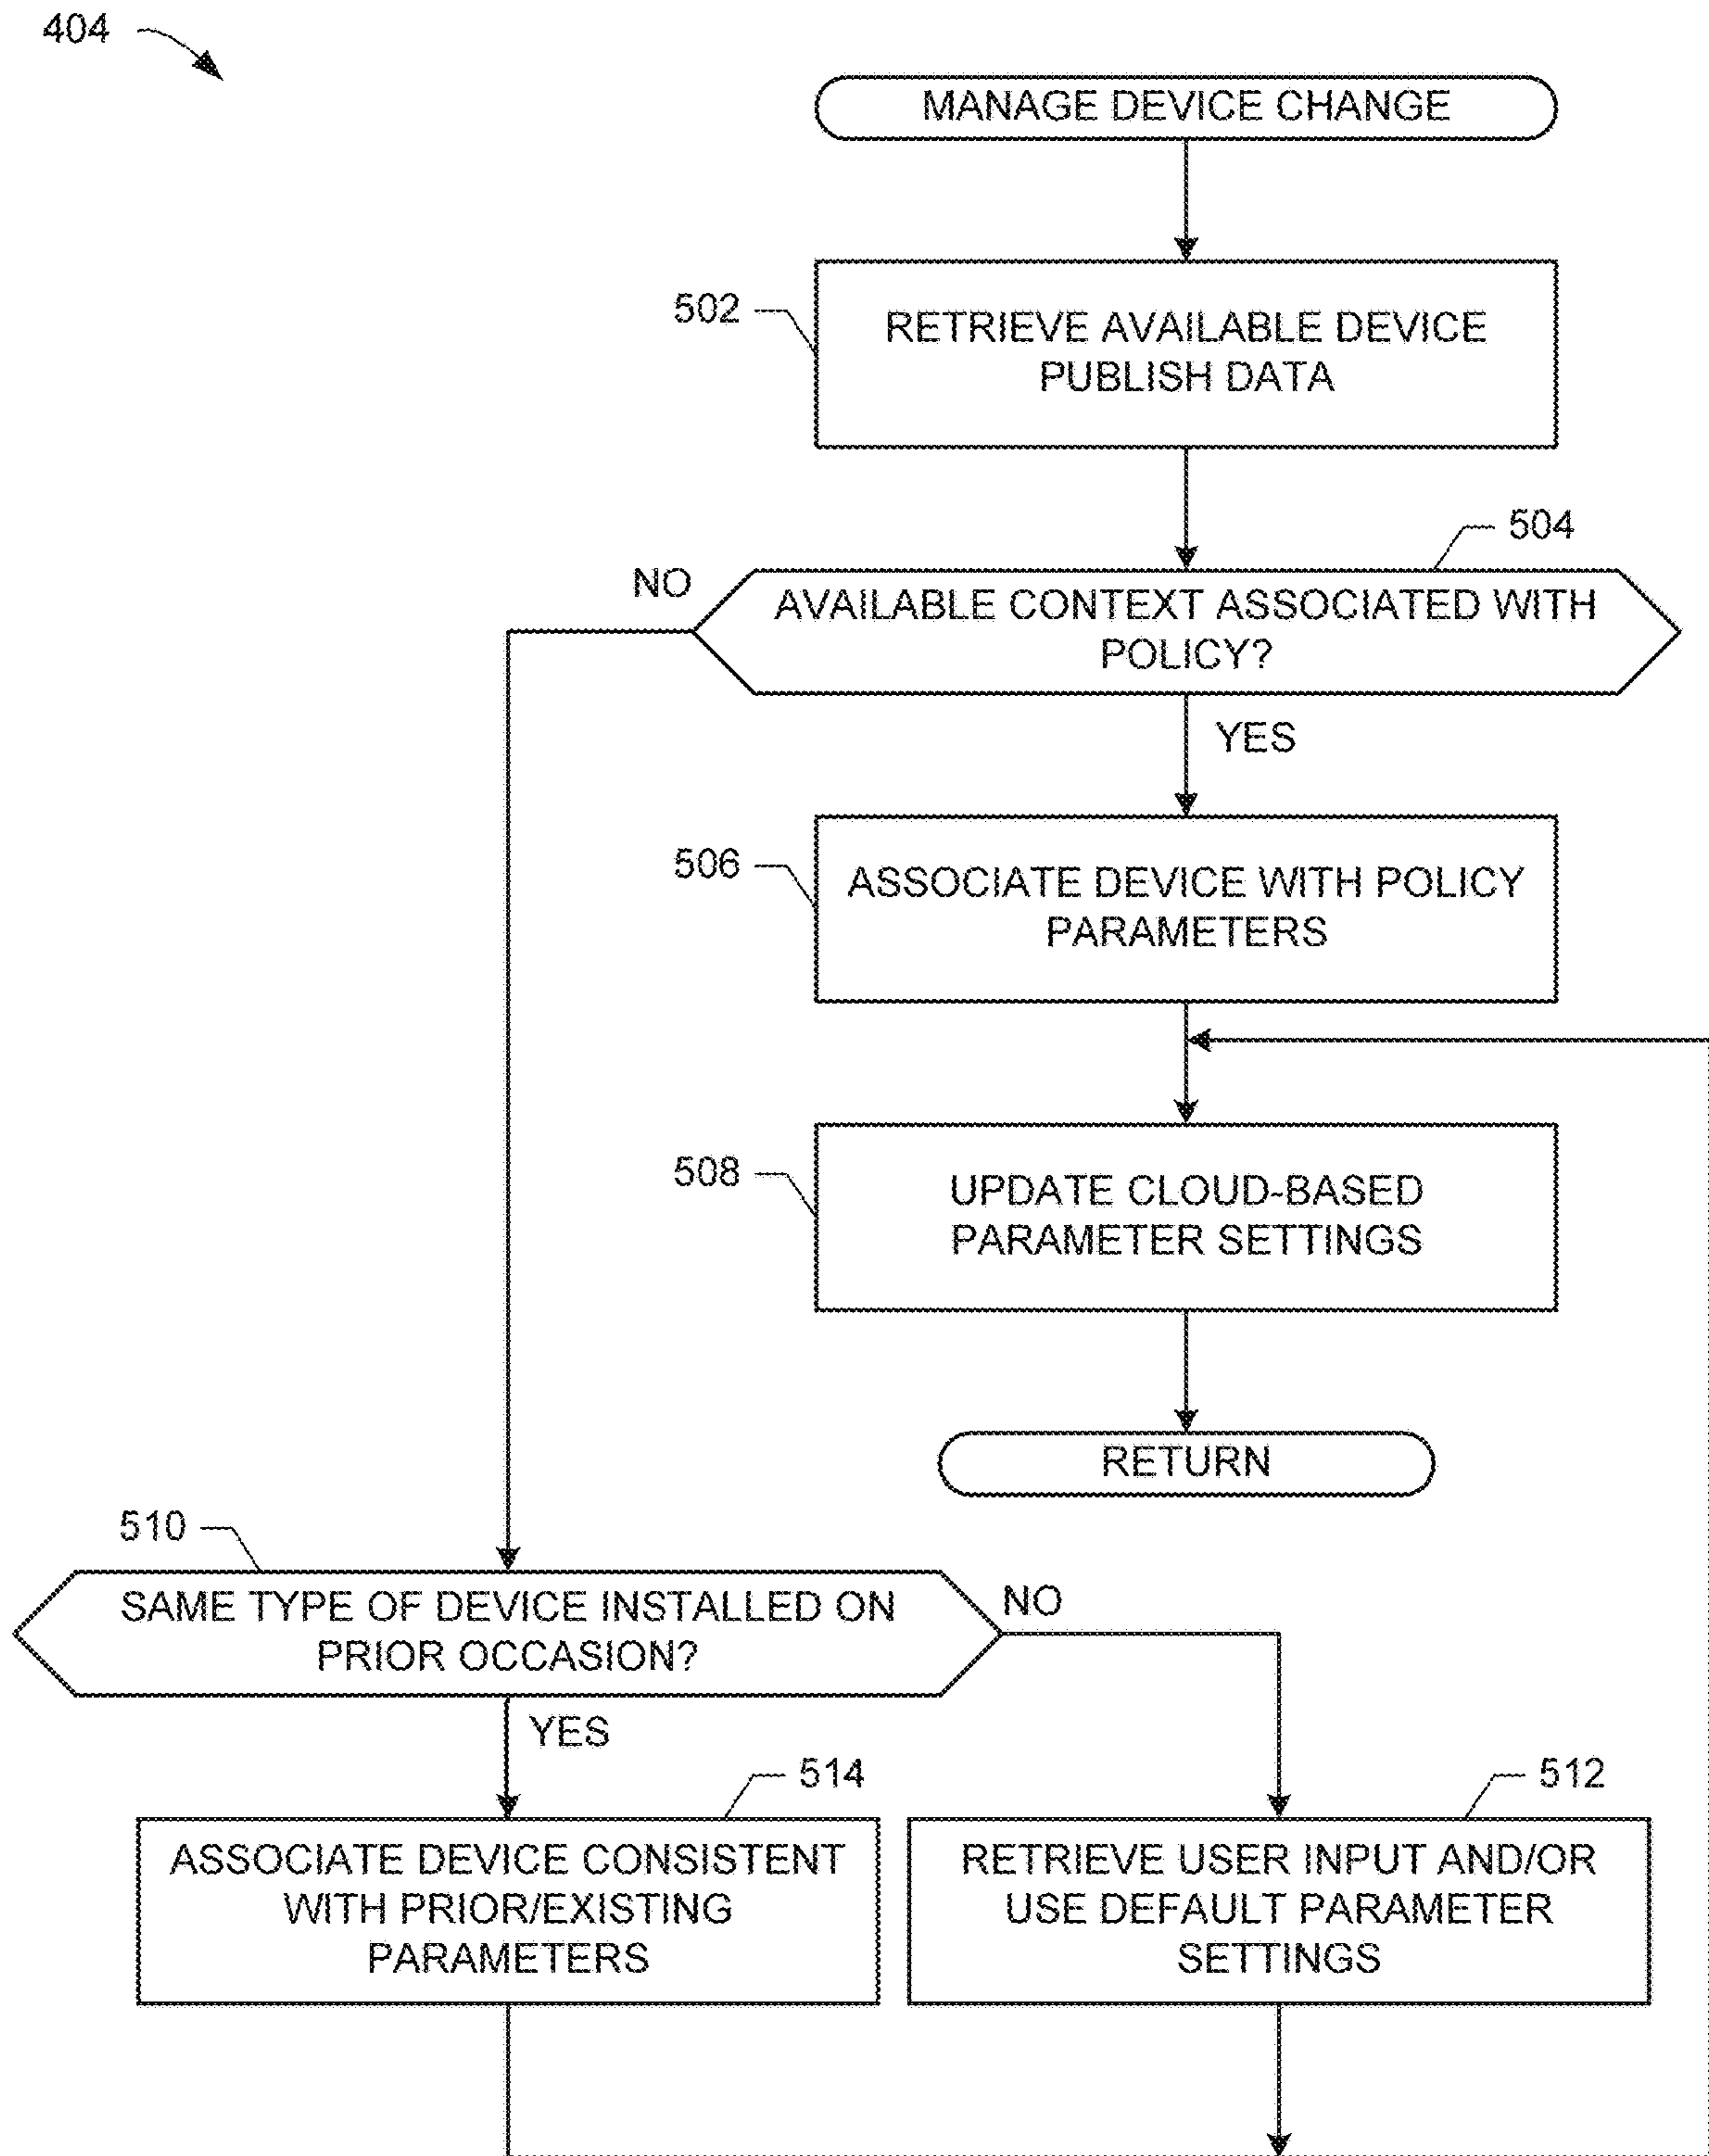 404
MANAGE DEVICE CHANGE
502
RETRIEVE AVAILABLE DEVICE
PUBLISH DATA
504
NO
AVAILABLE CONTEXT ASSOCIATED WITH
POLICY?
YES
506
ASSOCIATE DEVICE WITH POLICY
PARAMETERS
508
UPDATE CLOUD-BASED
PARAMETER SETTINGS
RETURN
510
SAME TYPE OF DEVICE INSTALLED ON
PRIOR OCCASION?
NO
YES
514
ASSOCIATE DEVICE CONSISTENT
WITH PRIOR/EXISTING
PARAMETERS
512
RETRIEVE USER INPUT AND/OR
USE DEFAULT PARAMETER
SETTINGS